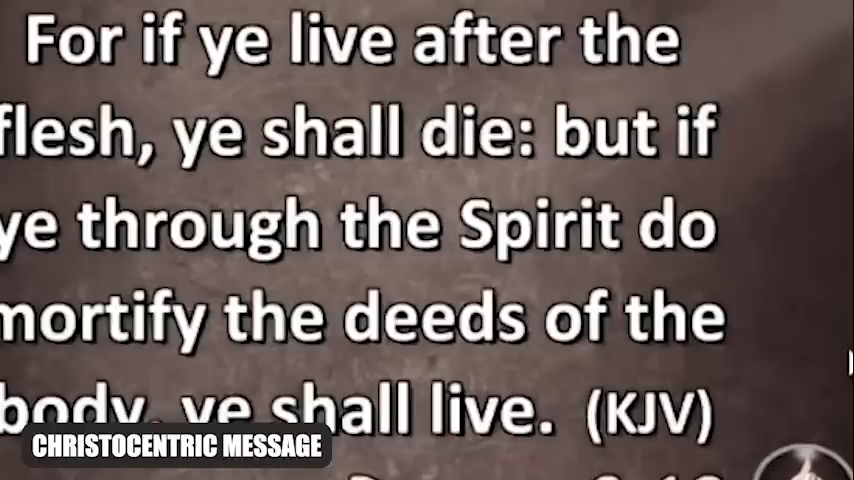 For if ye live after the
flesh, ye shall die: but if
ye through the Spirit do
mortify the deeds of the
body, ye shall live. (KJV)
CHRISTOCENTRIC MESSAGE